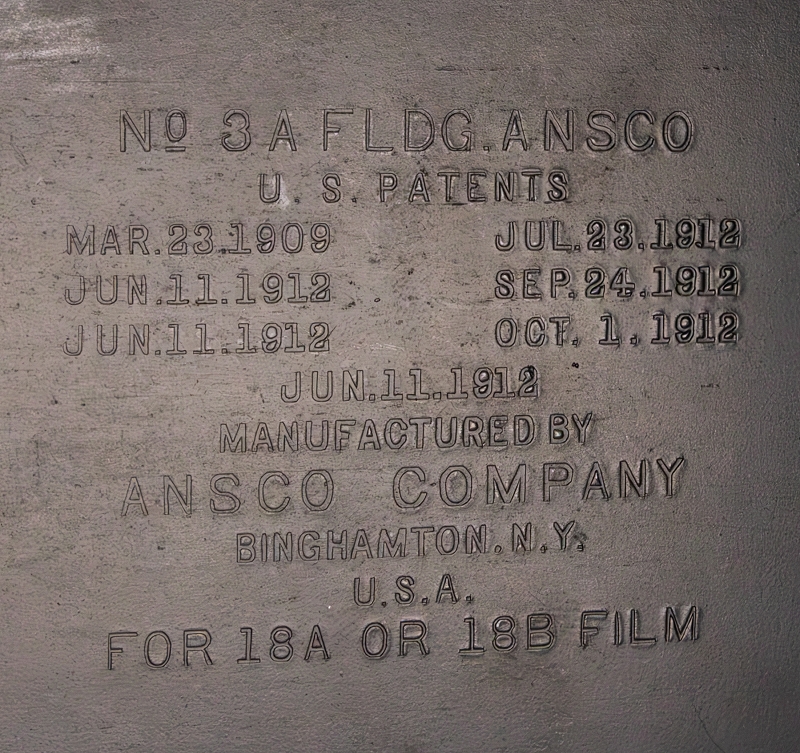 Nº 3A FLDG. ANSCO
U. S. PATENTS
MAR. 23. 1909 JUL. 23. 1912
JUN. 11. 1912 SEP. 24. 1912
JUN. 11. 1912 OCT. 1. 1912
JUN. 11. 1912
MANUFACTURED BY
ANSCO COMPANY
BINGHAMTON. N.Y.
U.S.A.
FOR 18A OR 18B FILM